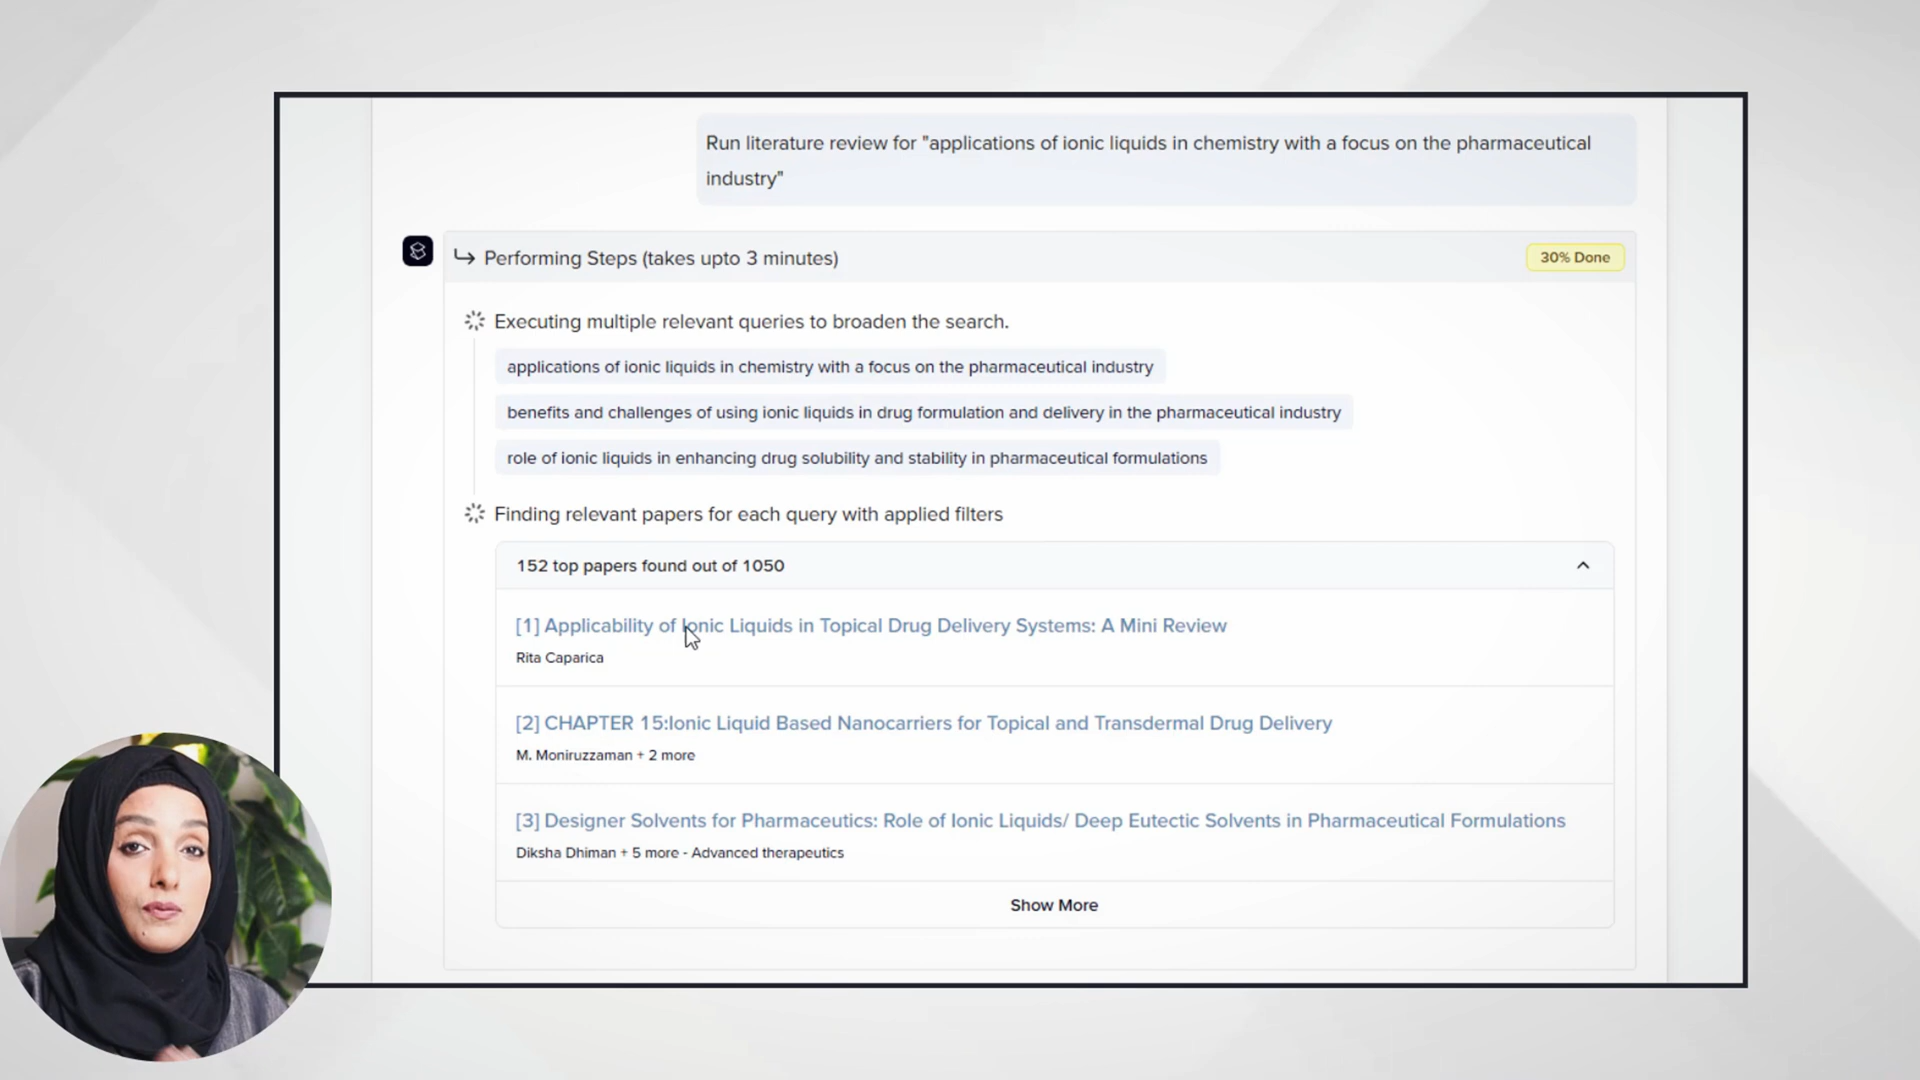 Run literature review for "applications of ionic liquids in chemistry with a focus on the pharmaceutical
industry"
Performing Steps (takes upto 3 minutes)
30% Done
Executing multiple relevant queries to broaden the search.
applications of ionic liquids in chemistry with a focus on the pharmaceutical industry
benefits and challenges of using ionic liquids in drug formulation and delivery in the pharmaceutical industry
role of ionic liquids in enhancing drug solubility and stability in pharmaceutical formulations
Finding relevant papers for each query with applied filters
152 top papers found out of 1050
[1] Applicability of Ionic Liquids in Topical Drug Delivery Systems: A Mini Review
Rita Caparica
[2] CHAPTER 15:Ionic Liquid Based Nanocarriers for Topical and Transdermal Drug Delivery
M. Moniruzzaman + 2 more
[3] Designer Solvents for Pharmaceutics: Role of Ionic Liquids/ Deep Eutectic Solvents in Pharmaceutical Formulations
Diksha Dhiman + 5 more - Advanced therapeutics
Show More